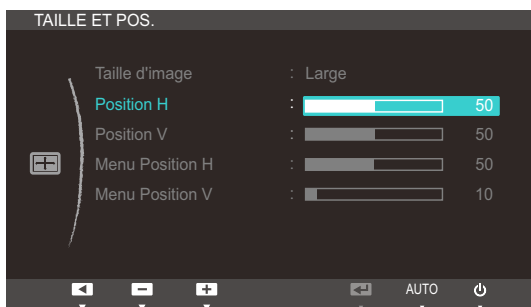 TAILLE ET POS.
Taille d'image : Large
Position H : 50
Position V : 50
Menu Position H : 50
Menu Position V : 10
AUTO